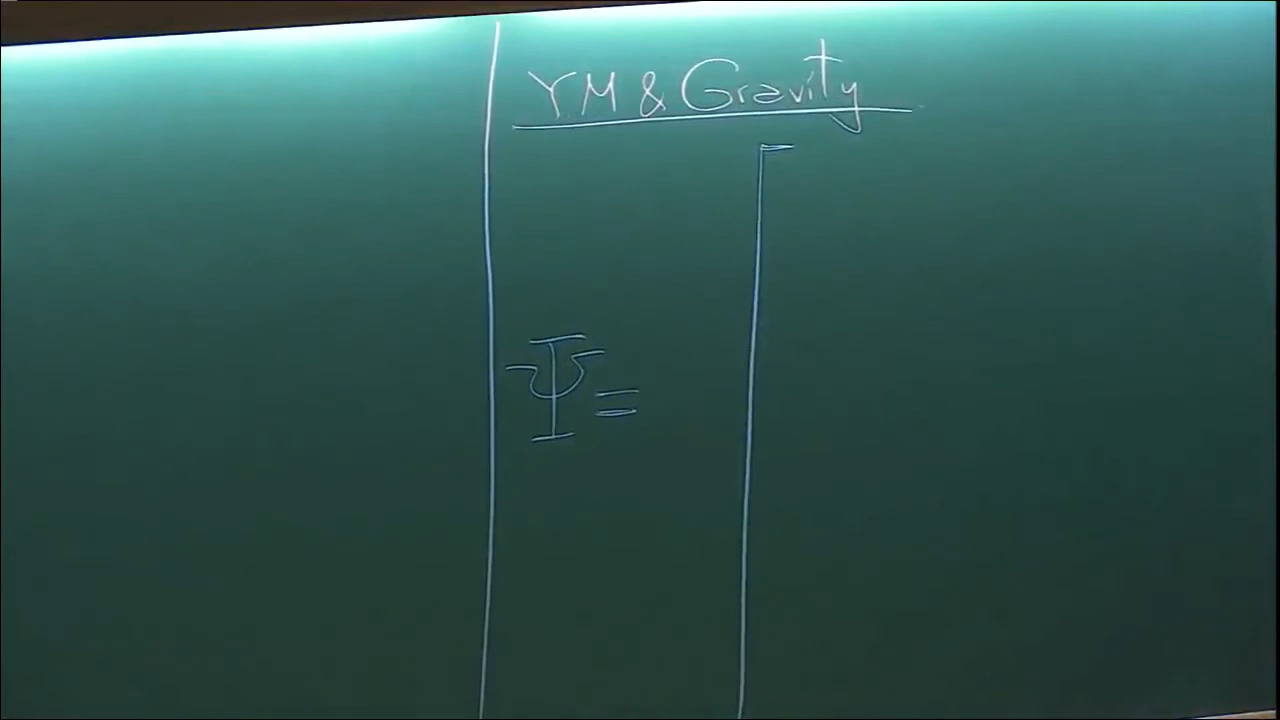 YM & Gravity
Ψ =